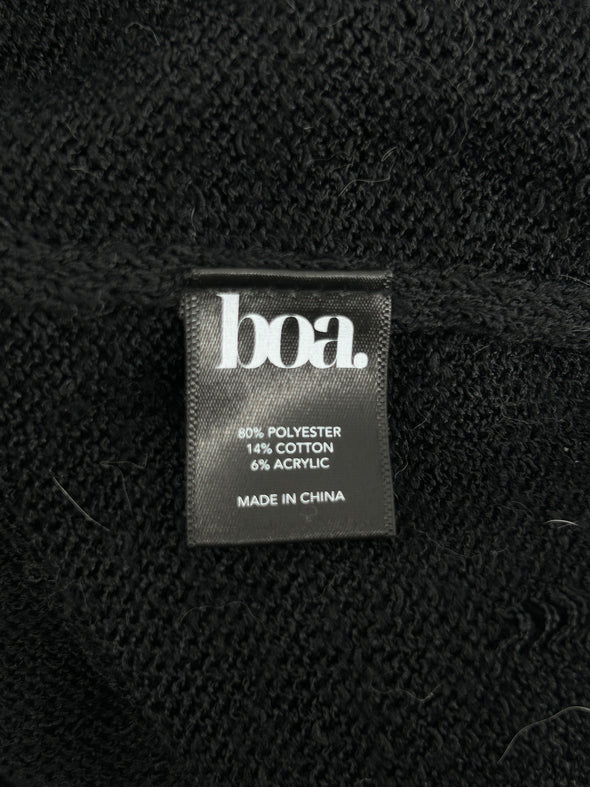 boa.
80% POLYESTER
14% COTTON
6% ACRYLIC
MADE IN CHINA